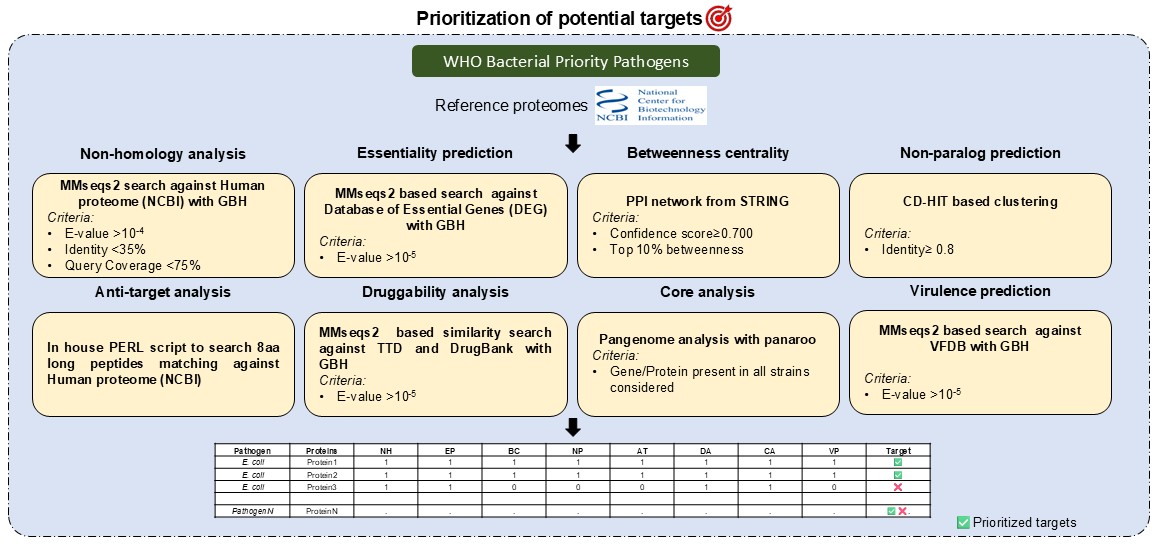 Prioritization of potential targets
WHO Bacterial Priority Pathogens
Reference proteomes
NCBI
National
Center for
Biotechnology
Information
Non-homology analysis
MMseqs2 search against Human
proteome (NCBI) with GBH
Criteria:
• E-value >10-4
• Identity <35%
• Query Coverage <75%
Essentiality prediction
MMseqs2 based search against
Database of Essential Genes (DEG)
with GBH
Criteria:
• E-value >10-5
Betweenness centrality
PPI network from STRING
Criteria:
• Confidence score≥0.700
• Top 10% betweenness
Non-paralog prediction
CD-HIT based clustering
Criteria:
• Identity≥ 0.8
Anti-target analysis
In house PERL script to search 8aa
long peptides matching against
Human proteome (NCBI)
Druggability analysis
MMseqs2 based similarity search
against TTD and DrugBank with
GBH
Criteria:
• E-value >10-5
Core analysis
Pangenome analysis with panaroo
Criteria:
• Gene/Protein present in all strains
considered
Virulence prediction
MMseqs2 based search against
VFDB with GBH
Criteria:
• E-value >10-5
Pathogen Proteins NH EP BC NP AT DA CA VP Target
E. coli Protein1 1 1 1 1 1 1 1 1 ✅
E. coli Protein2 1 1 1 1 1 1 1 1 ✅
E. coli Protein3 1 1 0 0 0 1 1 0 ❌
Pathogen N Protein N . . . . . . . . ✅ ❌ .
✅ Prioritized targets